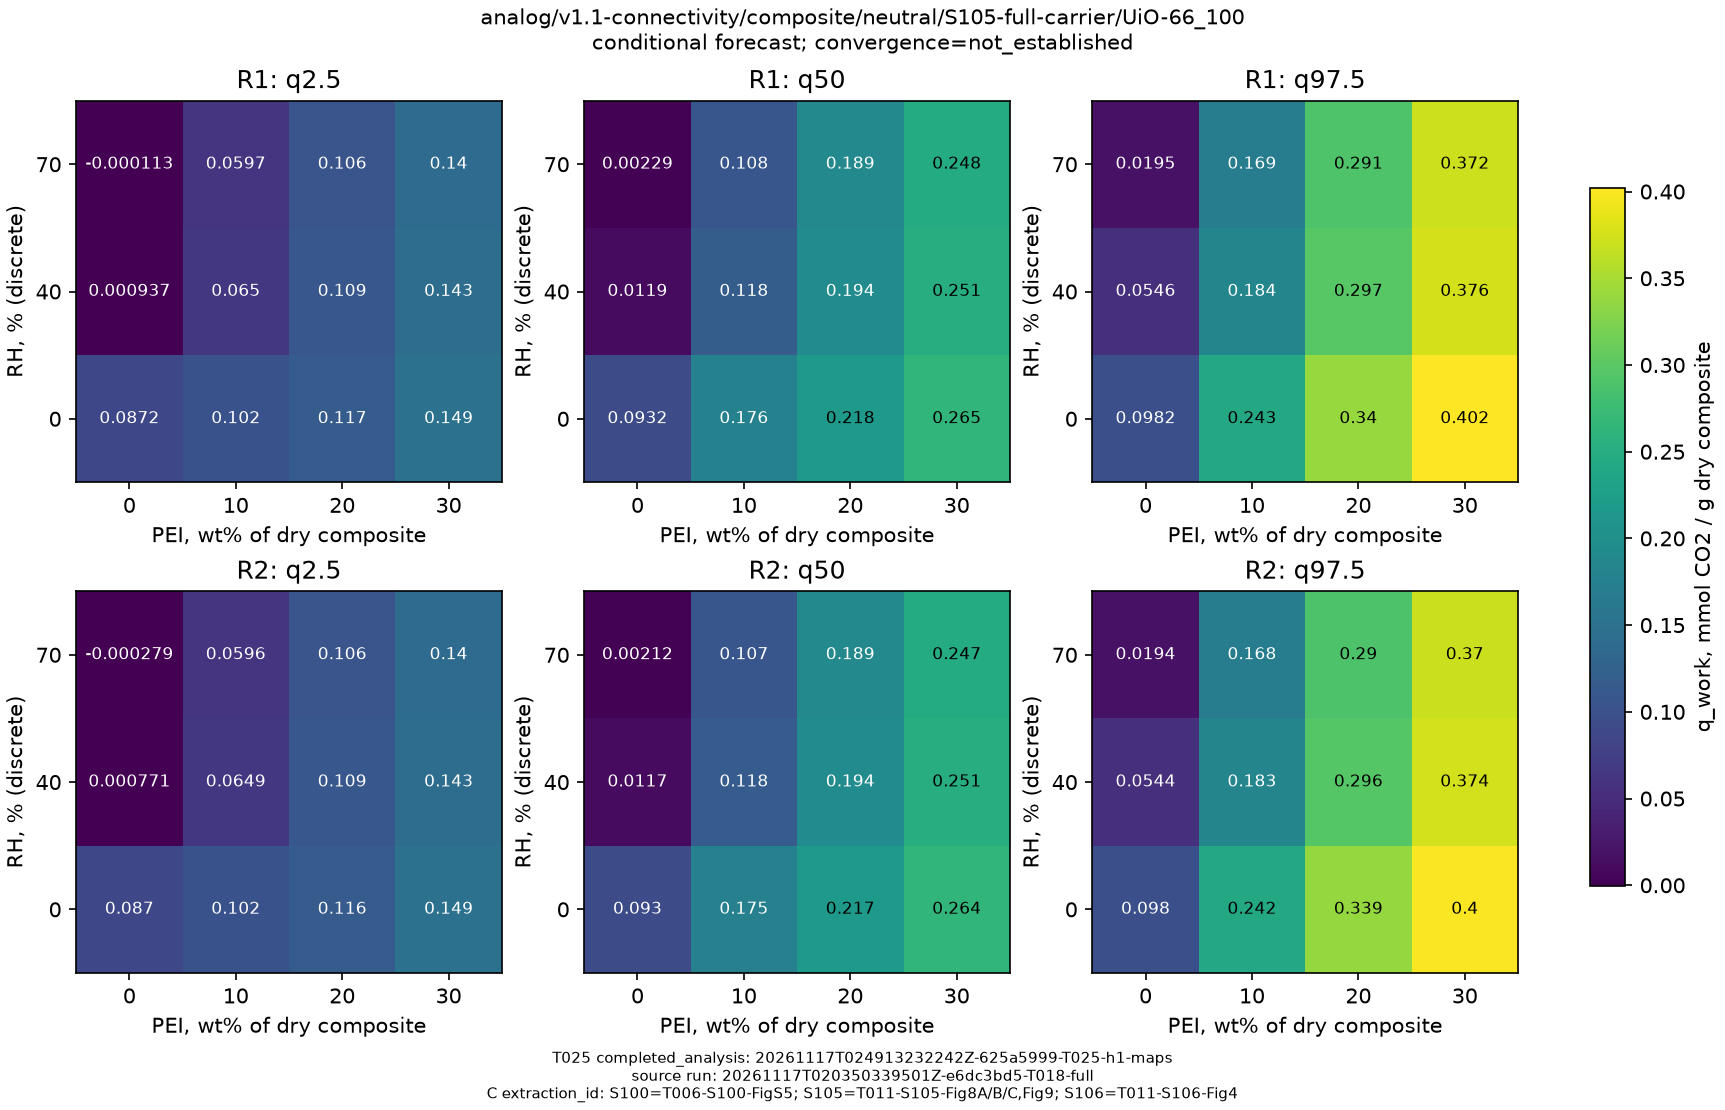 analog/v1.1-connectivity/composite/neutral/S105-full-carrier/UiO-66_100
conditional forecast; convergence=not_established
R1: q2.5
R1: q50
R1: q97.5
RH, % (discrete)
70
-0.000113 0.0597 0.106 0.14
40
0.000937 0.065 0.109 0.143
0
0.0872 0.102 0.117 0.149
0 10 20 30
PEI, wt% of dry composite
RH, % (discrete)
70
0.00229 0.108 0.189 0.248
40
0.0119 0.118 0.194 0.251
0
0.0932 0.176 0.218 0.265
0 10 20 30
PEI, wt% of dry composite
RH, % (discrete)
70
0.0195 0.169 0.291 0.372
40
0.0546 0.184 0.297 0.376
0
0.0982 0.243 0.34 0.402
0 10 20 30
PEI, wt% of dry composite
R2: q2.5
R2: q50
R2: q97.5
RH, % (discrete)
70
-0.000279 0.0596 0.106 0.14
40
0.000771 0.0649 0.109 0.143
0
0.087 0.102 0.116 0.149
0 10 20 30
PEI, wt% of dry composite
RH, % (discrete)
70
0.00212 0.107 0.189 0.247
40
0.0117 0.118 0.194 0.251
0
0.093 0.175 0.217 0.264
0 10 20 30
PEI, wt% of dry composite
RH, % (discrete)
70
0.0194 0.168 0.29 0.37
40
0.0544 0.183 0.296 0.374
0
0.098 0.242 0.339 0.4
0 10 20 30
PEI, wt% of dry composite
0.40
0.35
0.30
0.25
0.20
0.15
0.10
0.05
0.00
q_work, mmol CO2 / g dry composite
T025 completed_analysis: 20261117T024913232242Z-625a5999-T025-h1-maps
source run: 20261117T020350339501Z-e6dc3bd5-T018-full
C extraction_id: S100=T006-S100-FigS5; S105=T011-S105-Fig8A/B/C,Fig9; S106=T011-S106-Fig4